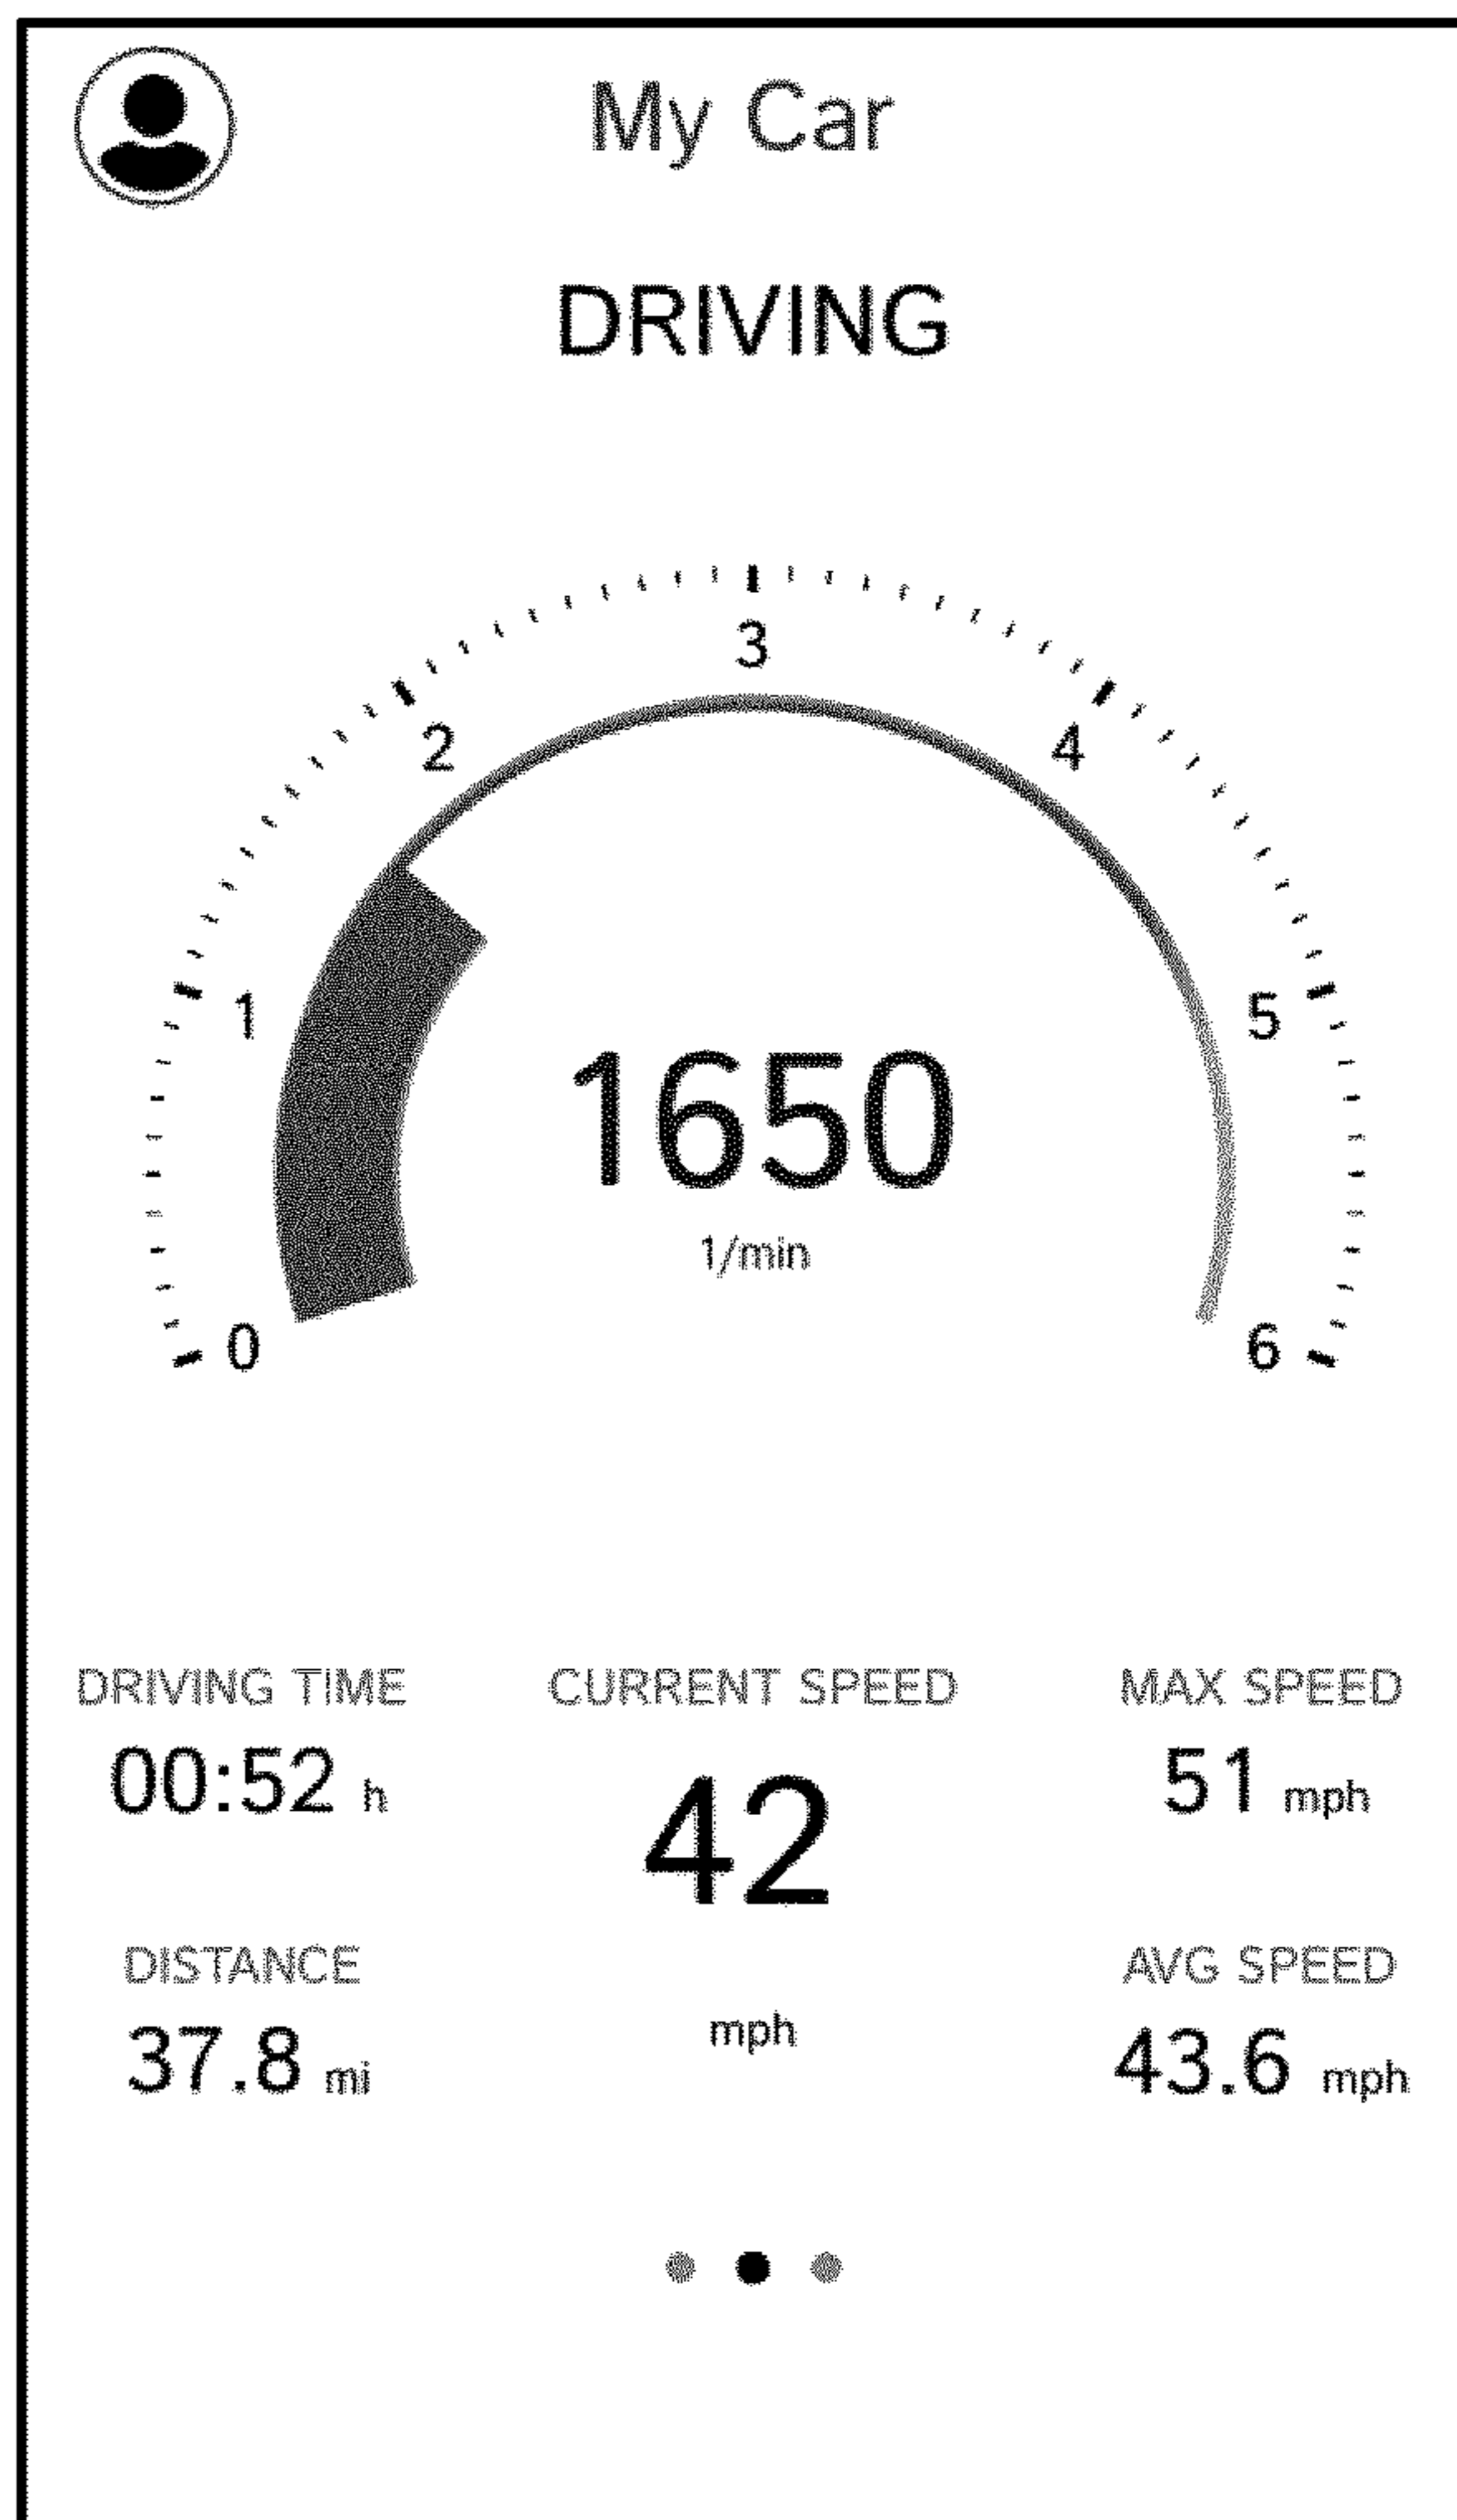 My Car
DRIVING
3
2
4
1
5
1650
1/min
0
6
DRIVING TIME
00:52 h
CURRENT SPEED
42
mph
MAX SPEED
51 mph
DISTANCE
37.8 mi
AVG SPEED
43.6 mph